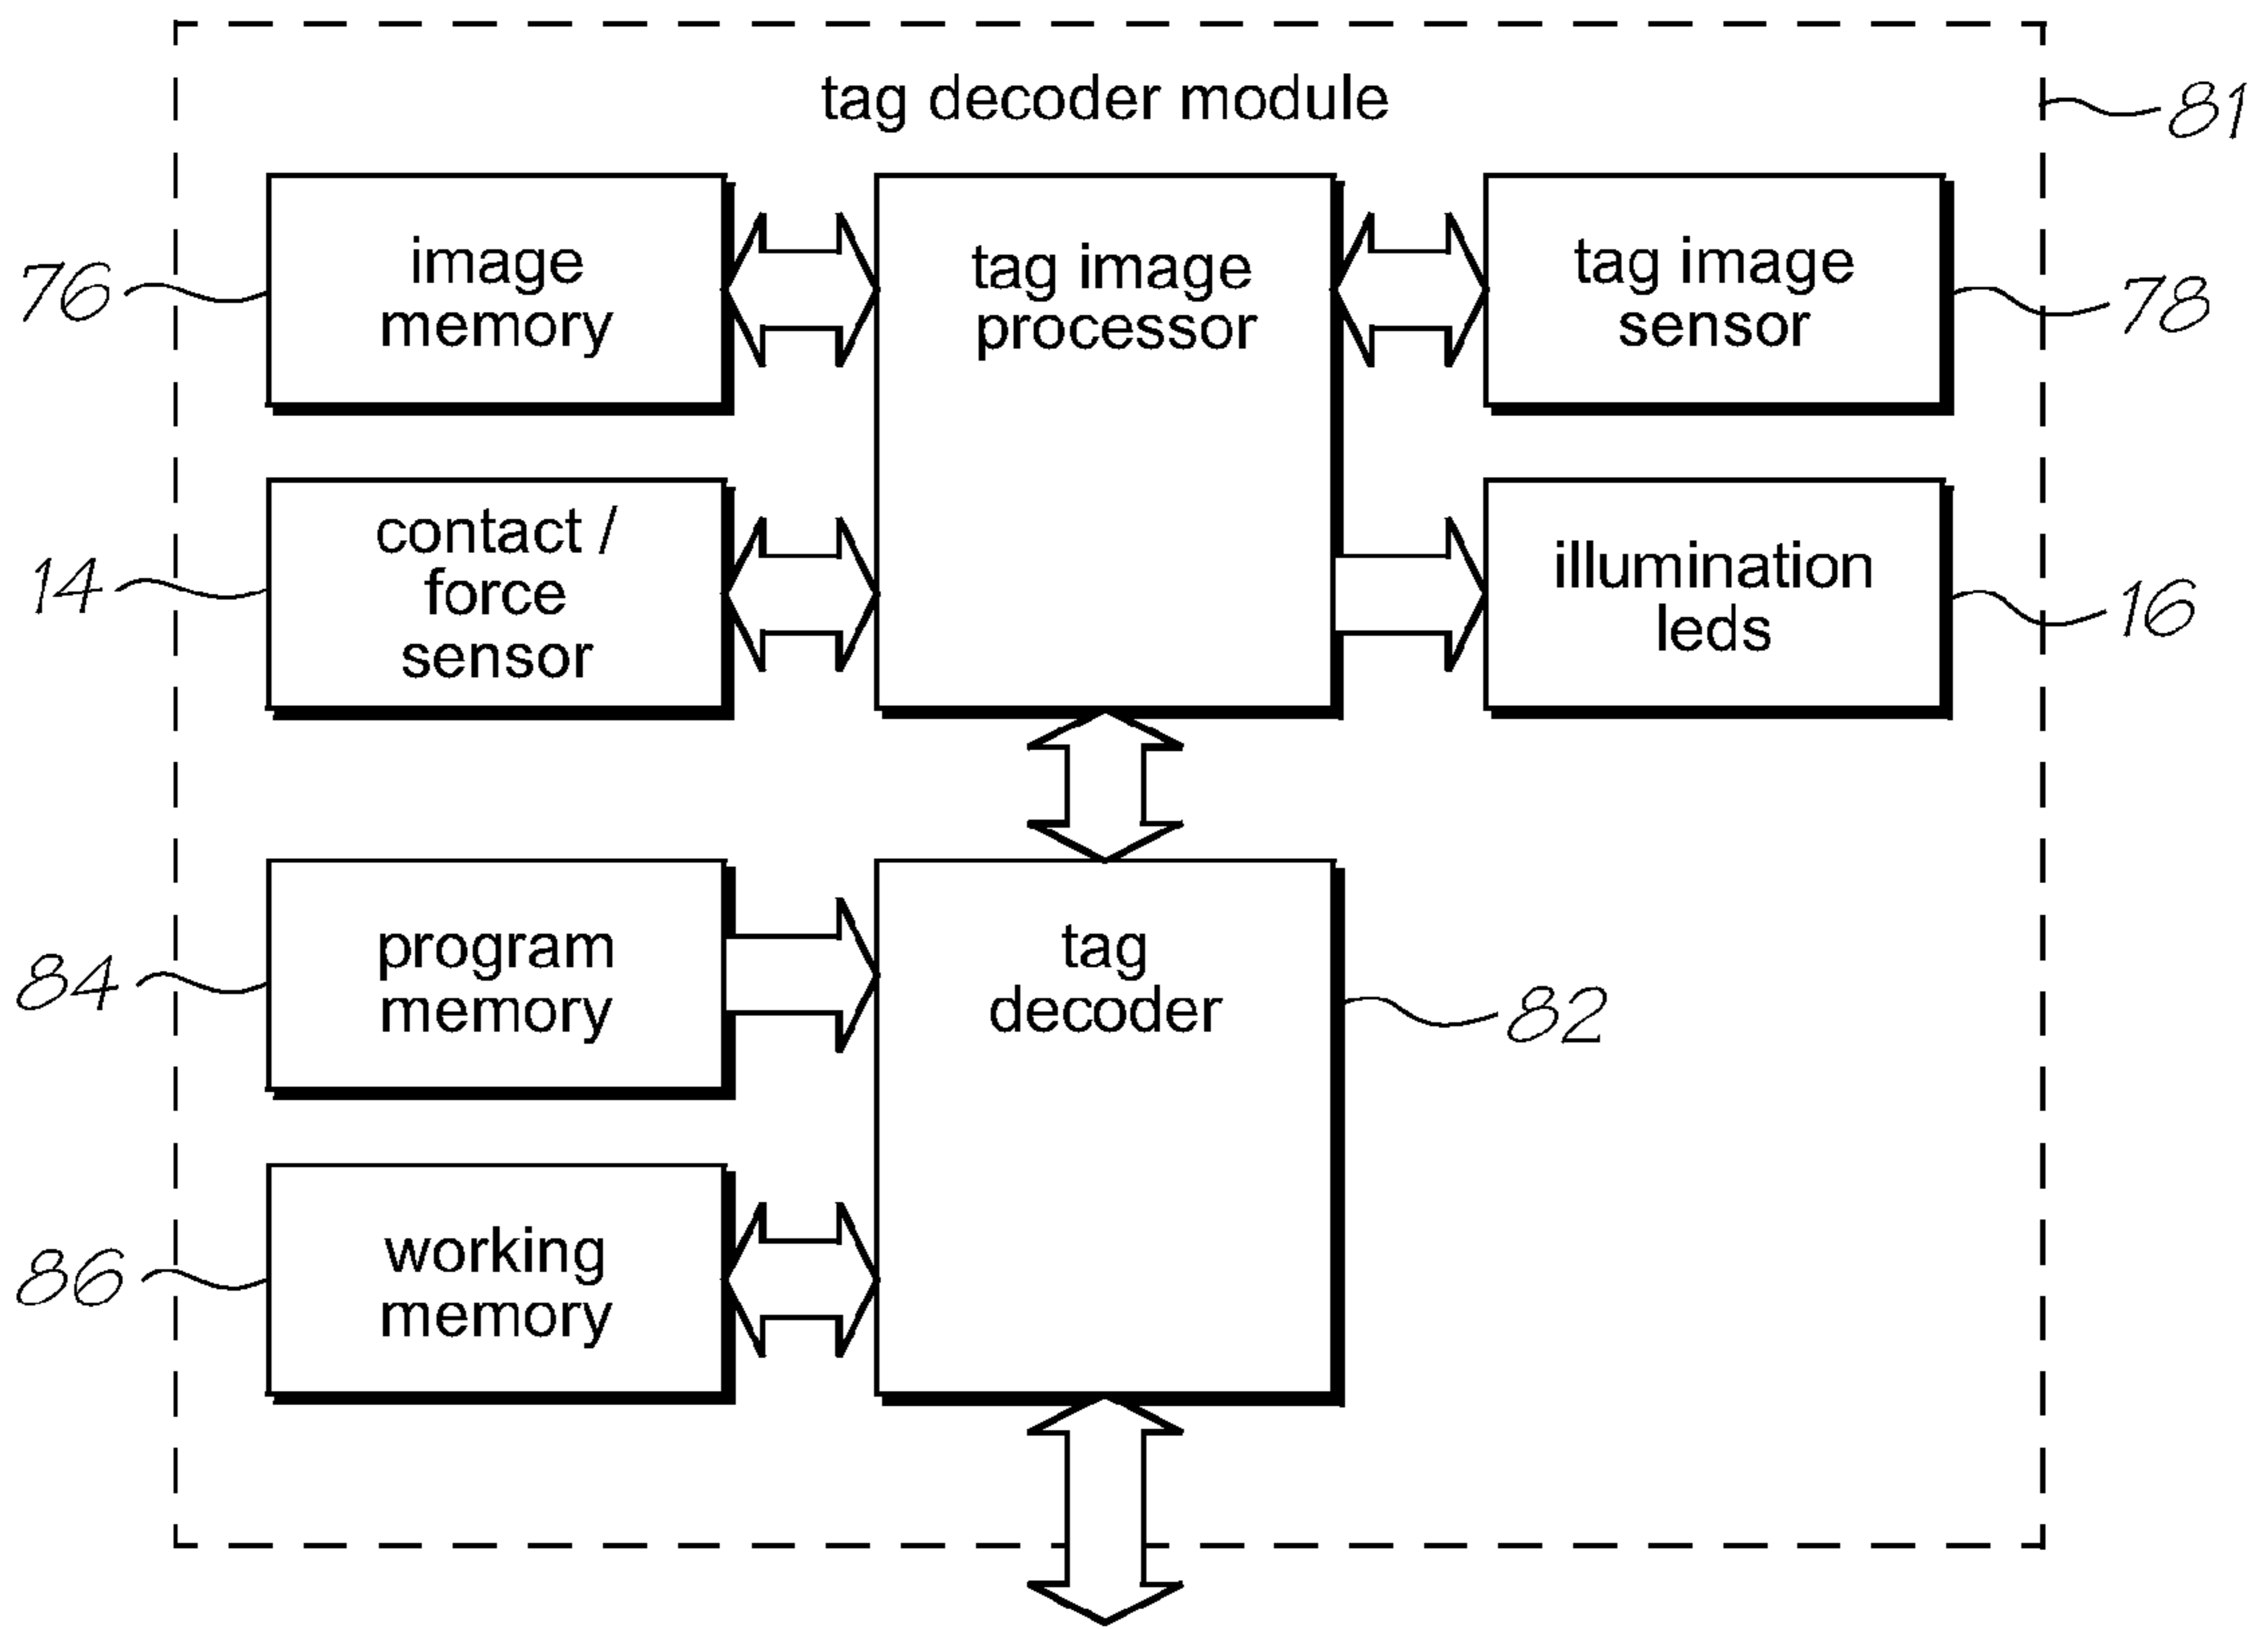 tag decoder module
81
image
memory
76
tag image
processor
tag image
sensor
78
contact /
force
sensor
14
illumination
leds
16
program
memory
84
tag
decoder
82
working
memory
86